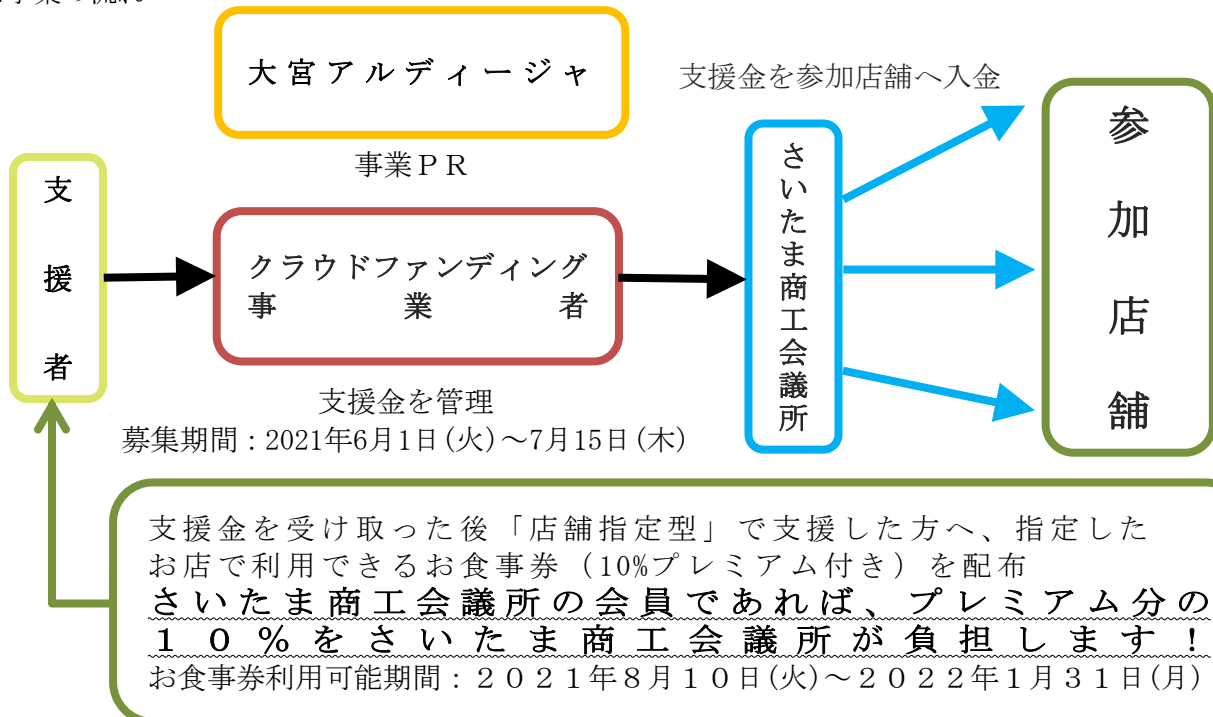 大宮アルディージャ
支援金を参加店舗へ入金
事業ＰＲ
支援者
クラウドファンディング
事業者
さいたま商工会議所
参加店舗
支援金を管理
募集期間：2021年6月1日(火)～7月15日(木)
支援金を受け取った後「店舗指定型」で支援した方へ、指定した
お店で利用できるお食事券（10%プレミアム付き）を配布
さいたま商工会議所の会員であれば、プレミアム分の
１０％をさいたま商工会議所が負担します！
お食事券利用可能期間：２０２１年８月１０日(火)～２０２２年１月３１日(月)